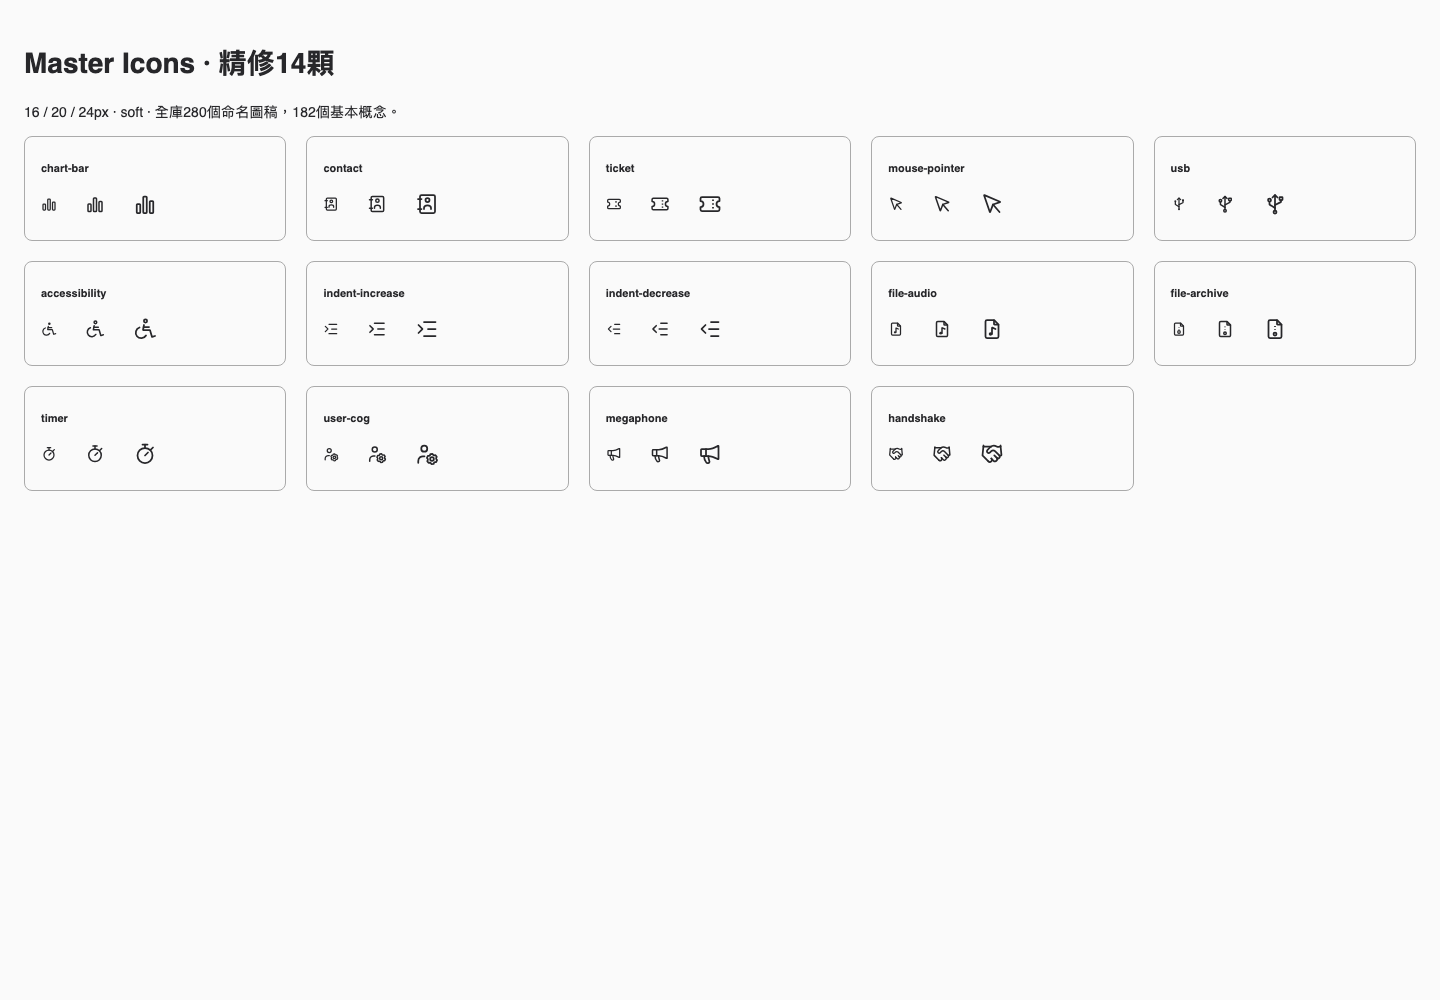 Master Icons · 精修14顆
16 / 20 / 24px · soft · 全庫280個命名圖稿，182個基本概念。
chart-bar
contact
ticket
mouse-pointer
usb
accessibility
indent-increase
indent-decrease
file-audio
file-archive
timer
user-cog
megaphone
handshake